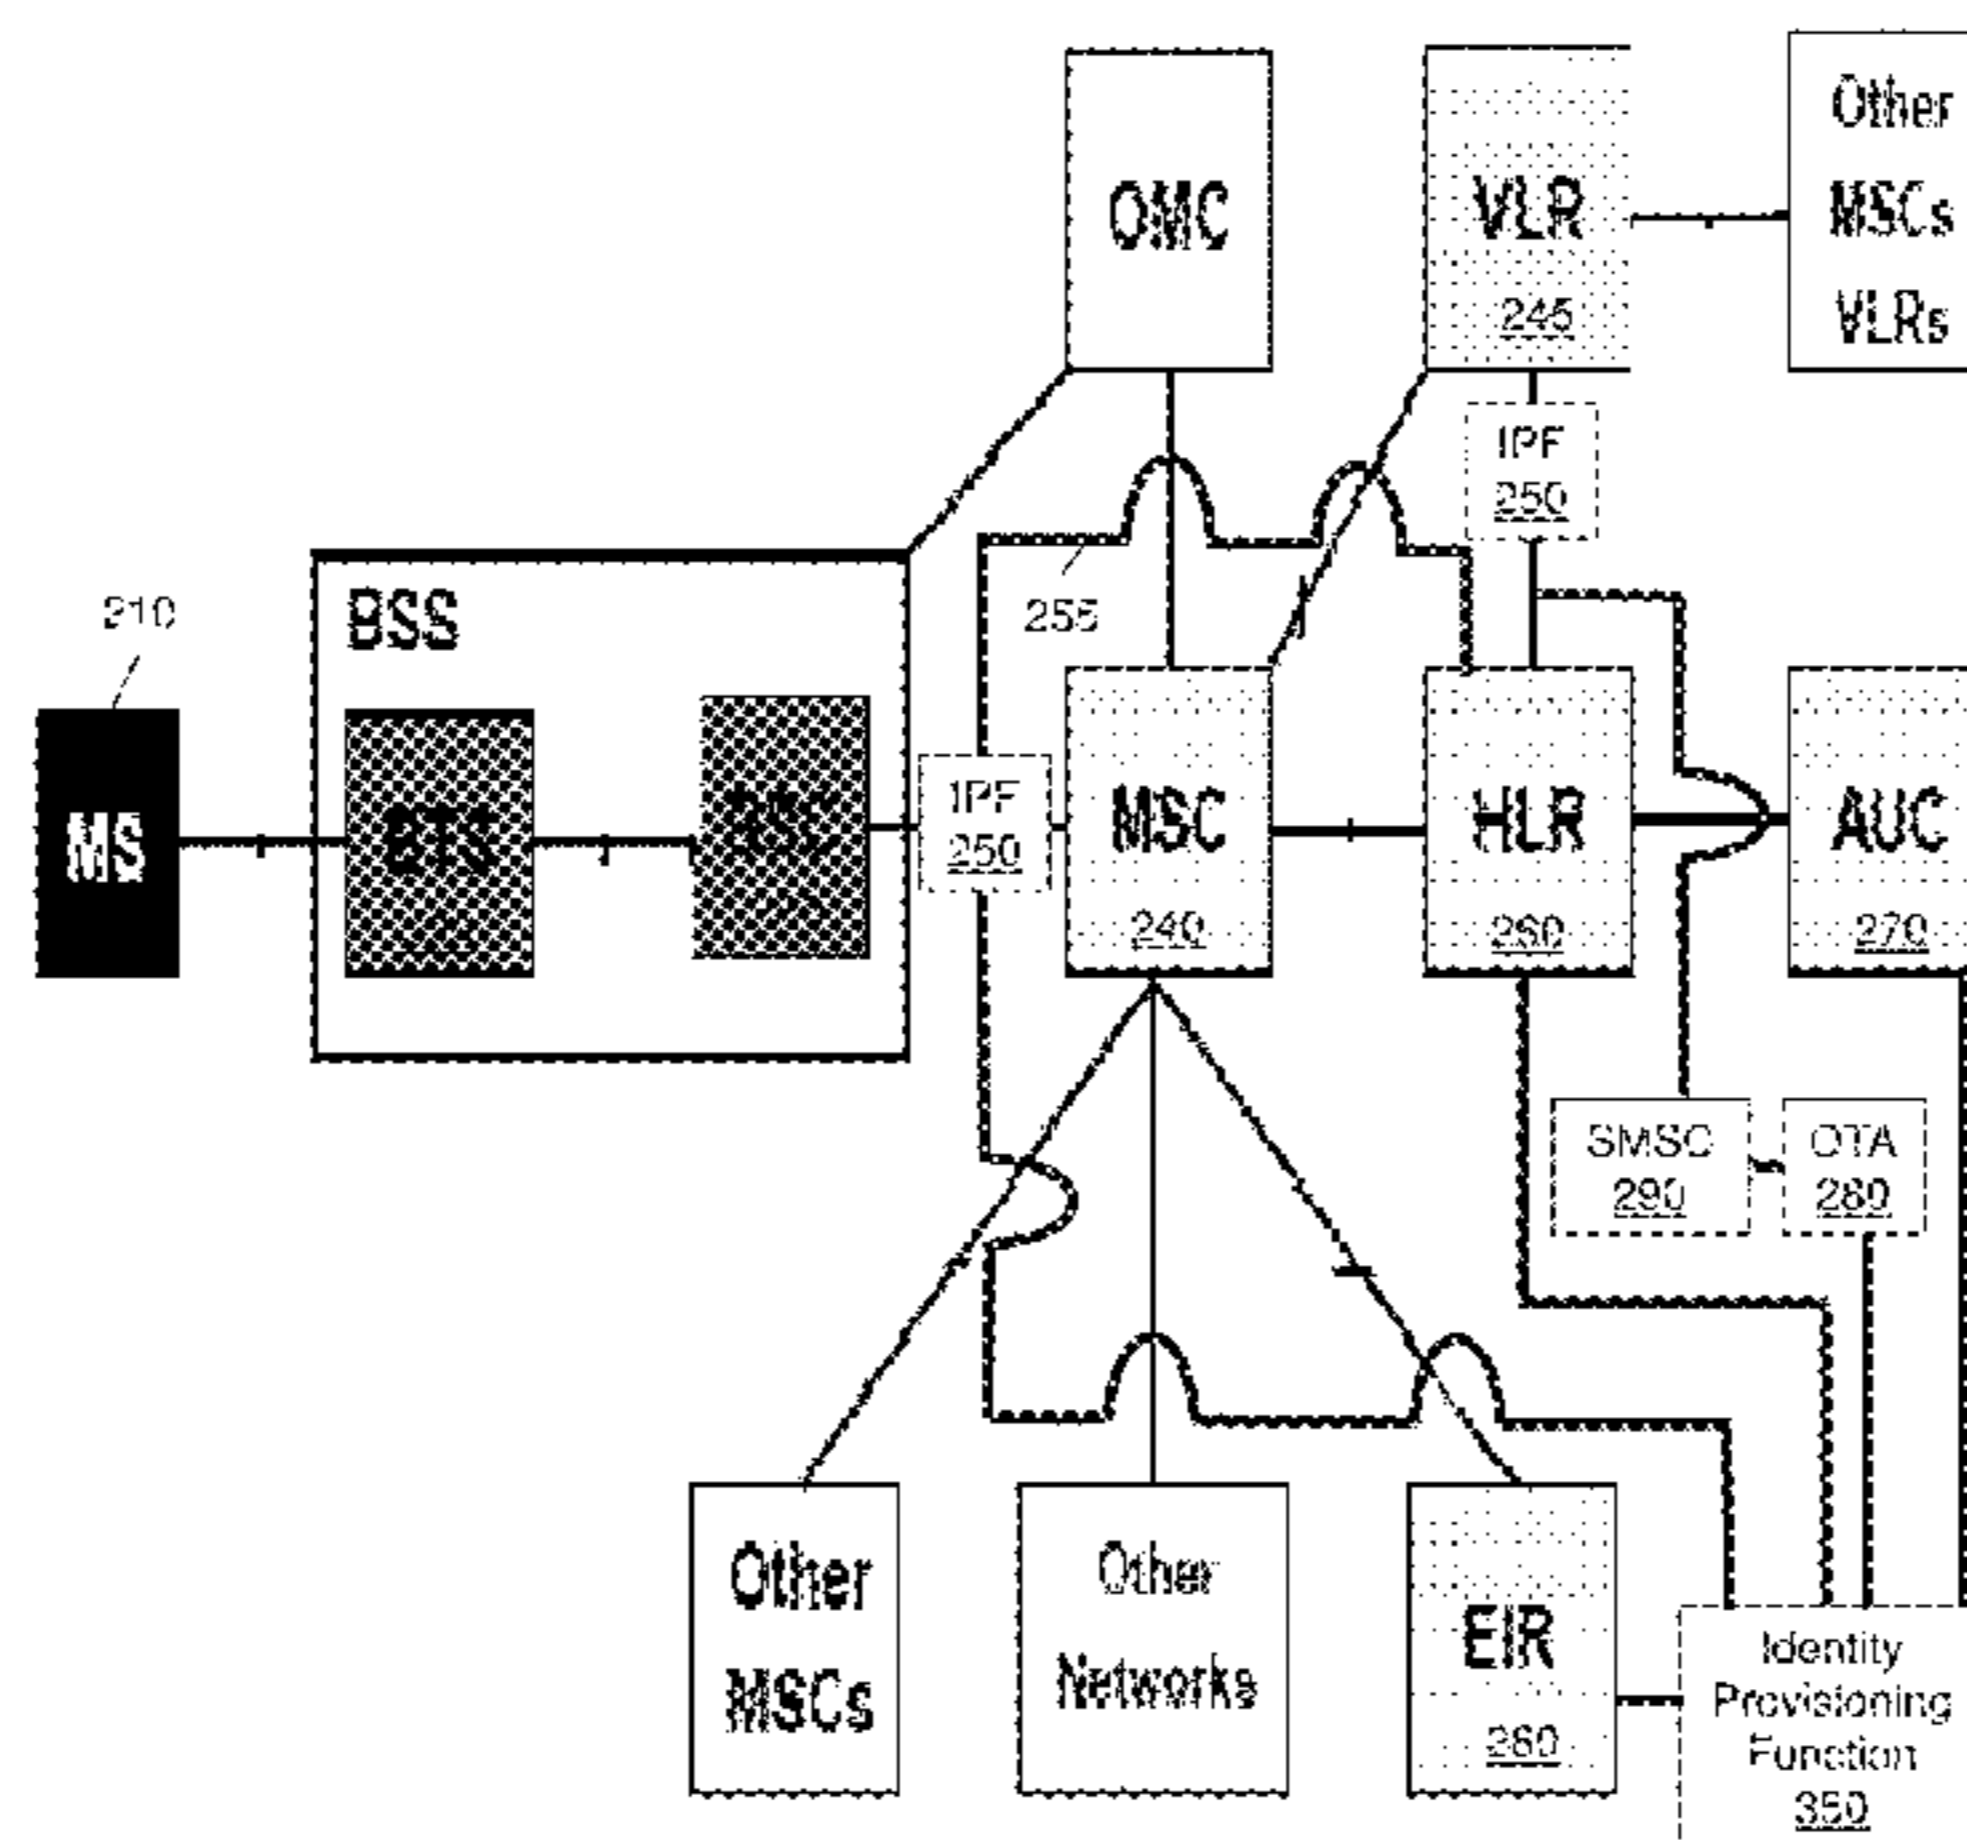 OMC
VLR
245
Other
MSCs
VLRs
IPF
250
255
210
BSS
MS
BTS
BSC
IPF
250
MSC
240
HLR
260
AUC
270
SMSC
290
OTA
280
Other
MSCs
Other
Networks
EIR
Identity
Provisioning
Function
350